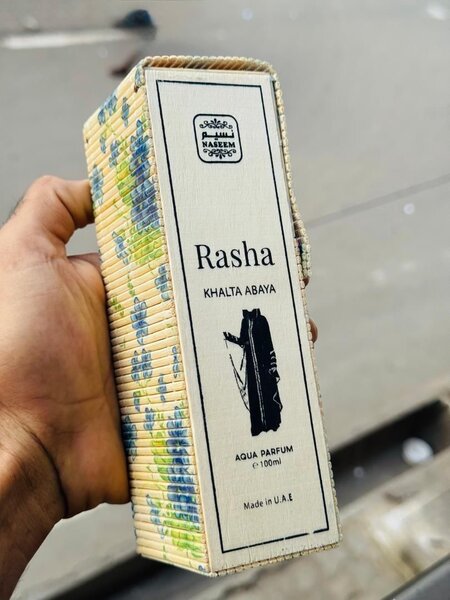 نسيم
NASEEM
Rasha
KHALTA ABAYA
AQUA PARFUM
℮ 100ml
Made in U.A.E